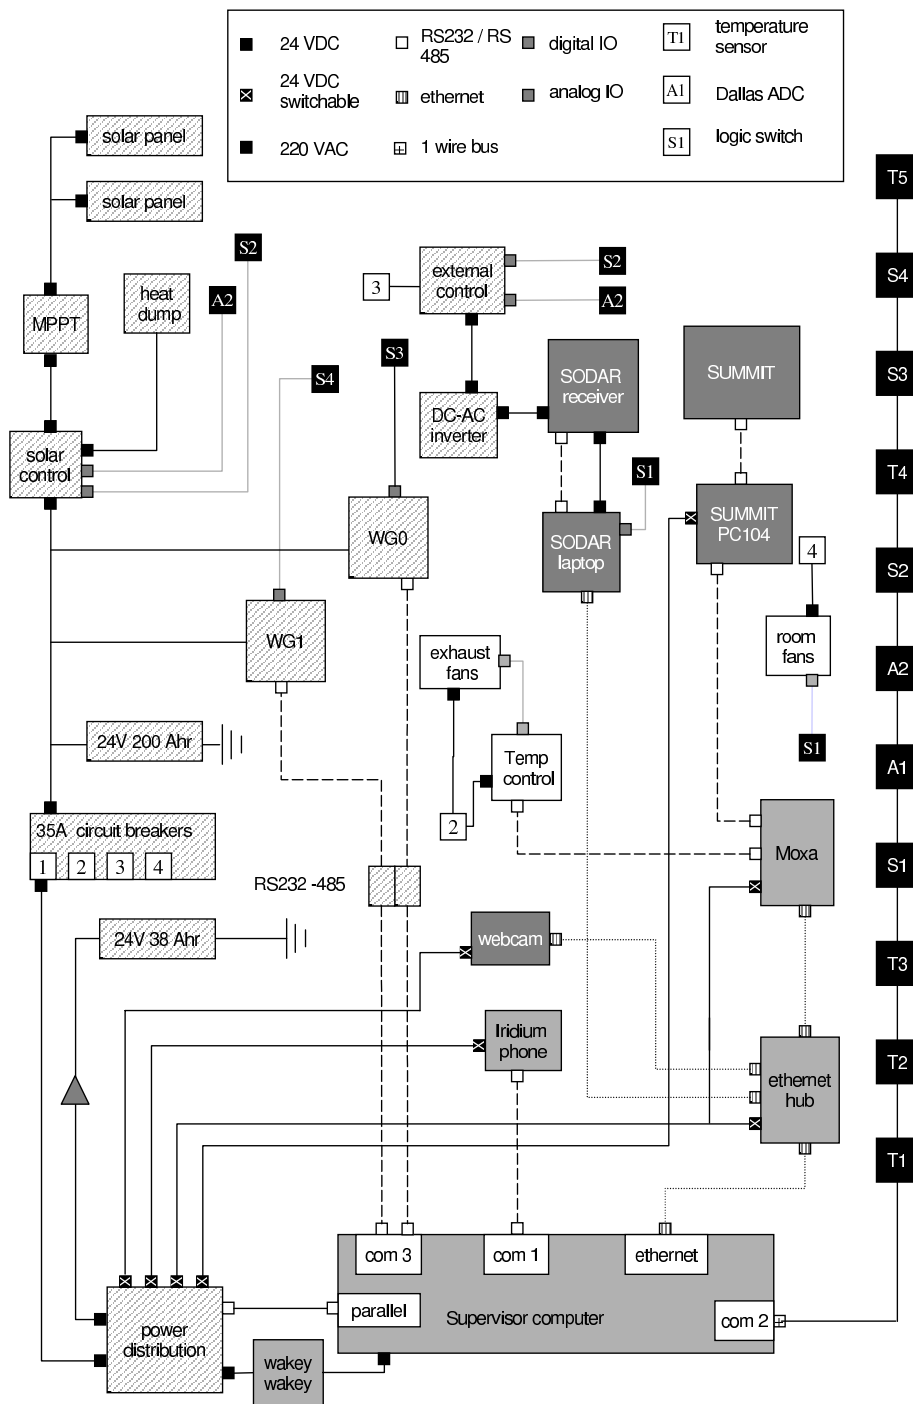 24 VDC
RS232 / RS
485
digital IO
T1
temperature
sensor
24 VDC
switchable
ethernet
analog IO
A1
Dallas ADC
220 VAC
1 wire bus
S1
logic switch
solar panel
solar panel
T5
S2
S2
S4
external
control
3
A2
A2
heat
dump
MPPT
S3
S4
SODAR
receiver
SUMMIT
S3
DC-AC
inverter
solar
control
S1
T4
WG0
SODAR
laptop
SUMMIT
PC104
4
S2
WG1
exhaust
fans
room
fans
A2
24V 200 Ahr
Temp
control
S1
A1
35A circuit breakers
1
2
3
4
2
Moxa
S1
RS232 -485
24V 38 Ahr
webcam
T3
Iridium
phone
T2
ethernet
hub
T1
com 3
com 1
ethernet
parallel
Supervisor computer
com 2
power
distribution
wakey
wakey